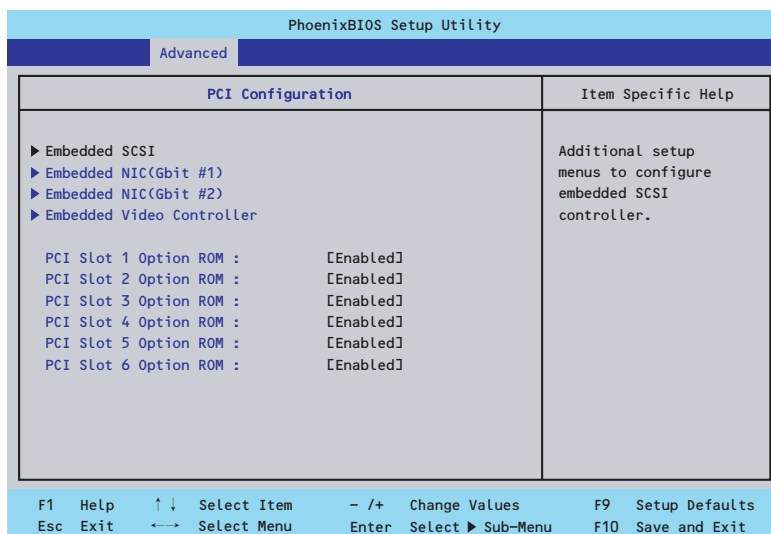 PhoenixBIOS Setup Utility
Advanced
PCI Configuration
Item Specific Help
▶ Embedded SCSI
▶ Embedded NIC(Gbit #1)
▶ Embedded NIC(Gbit #2)
▶ Embedded Video Controller
PCI Slot 1 Option ROM : [Enabled]
PCI Slot 2 Option ROM : [Enabled]
PCI Slot 3 Option ROM : [Enabled]
PCI Slot 4 Option ROM : [Enabled]
PCI Slot 5 Option ROM : [Enabled]
PCI Slot 6 Option ROM : [Enabled]
Additional setup
menus to configure
embedded SCSI
controller.
F1 Help ↑↓ Select Item - /+ Change Values F9 Setup Defaults
Esc Exit ←→ Select Menu Enter Select ▶ Sub-Menu F10 Save and Exit